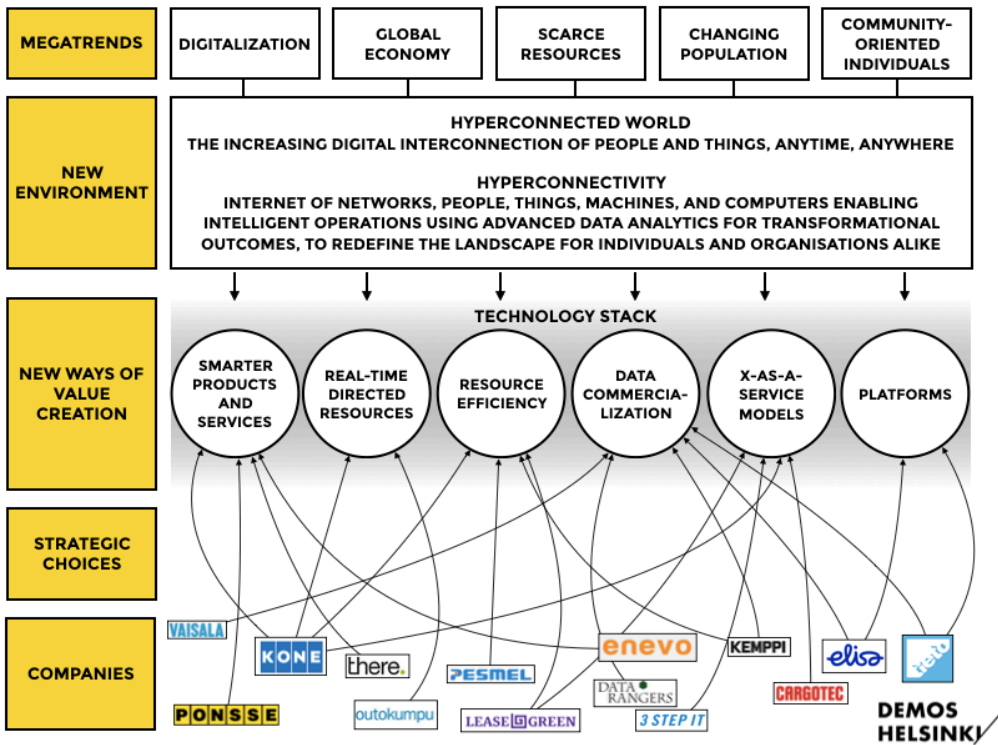 MEGATRENDS
DIGITALIZATION
GLOBAL
ECONOMY
SCARCE
RESOURCES
CHANGING
POPULATION
COMMUNITY-
ORIENTED
INDIVIDUALS
NEW
ENVIRONMENT
HYPERCONNECTED WORLD
THE INCREASING DIGITAL INTERCONNECTION OF PEOPLE AND THINGS, ANYTIME, ANYWHERE
HYPERCONNECTIVITY
INTERNET OF NETWORKS, PEOPLE, THINGS, MACHINES, AND COMPUTERS ENABLING
INTELLIGENT OPERATIONS USING ADVANCED DATA ANALYTICS FOR TRANSFORMATIONAL
OUTCOMES, TO REDEFINE THE LANDSCAPE FOR INDIVIDUALS AND ORGANISATIONS ALIKE
NEW WAYS OF
VALUE
CREATION
TECHNOLOGY STACK
SMARTER
PRODUCTS
AND
SERVICES
REAL-TIME
DIRECTED
RESOURCES
RESOURCE
EFFICIENCY
DATA
COMMERCIA-
LIZATION
X-AS-A-
SERVICE
MODELS
PLATFORMS
STRATEGIC
CHOICES
COMPANIES
VAISALA
KONE
there.
PESMEL
enevo
KEMPPI
elisa
DATA
RANGERS
CARGOTEC
PONSSE
outokumpu
LEASE GREEN
3 STEP IT
DEMOS
HELSINKI